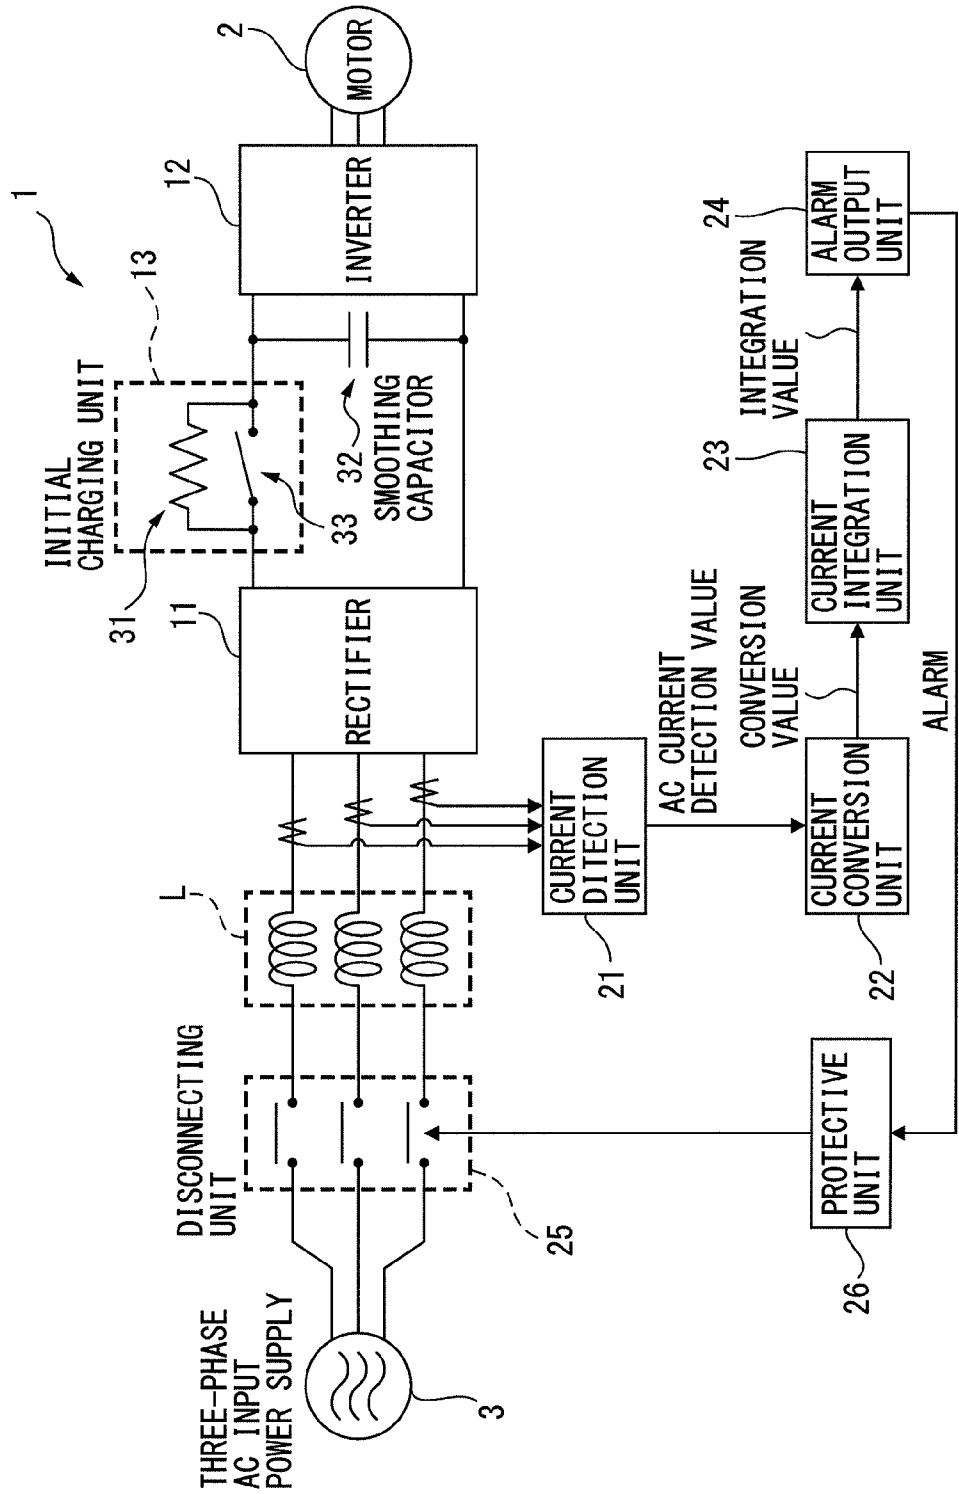 1
THREE-PHASE
AC INPUT
POWER SUPPLY
3
DISCONNECTING
UNIT
25
L
11
RECTIFIER
INITIAL
CHARGING UNIT
13
31
33
32
SMOOTHING
CAPACITOR
12
INVERTER
2
MOTOR
CURRENT
DITECTION
UNIT
21
AC CURRENT
DETECTION VALUE
CURRENT
CONVERSION
UNIT
22
CONVERSION
VALUE
23
CURRENT
INTEGRATION
UNIT
INTEGRATION
VALUE
24
ALARM
OUTPUT
UNIT
ALARM
PROTECTIVE
UNIT
26